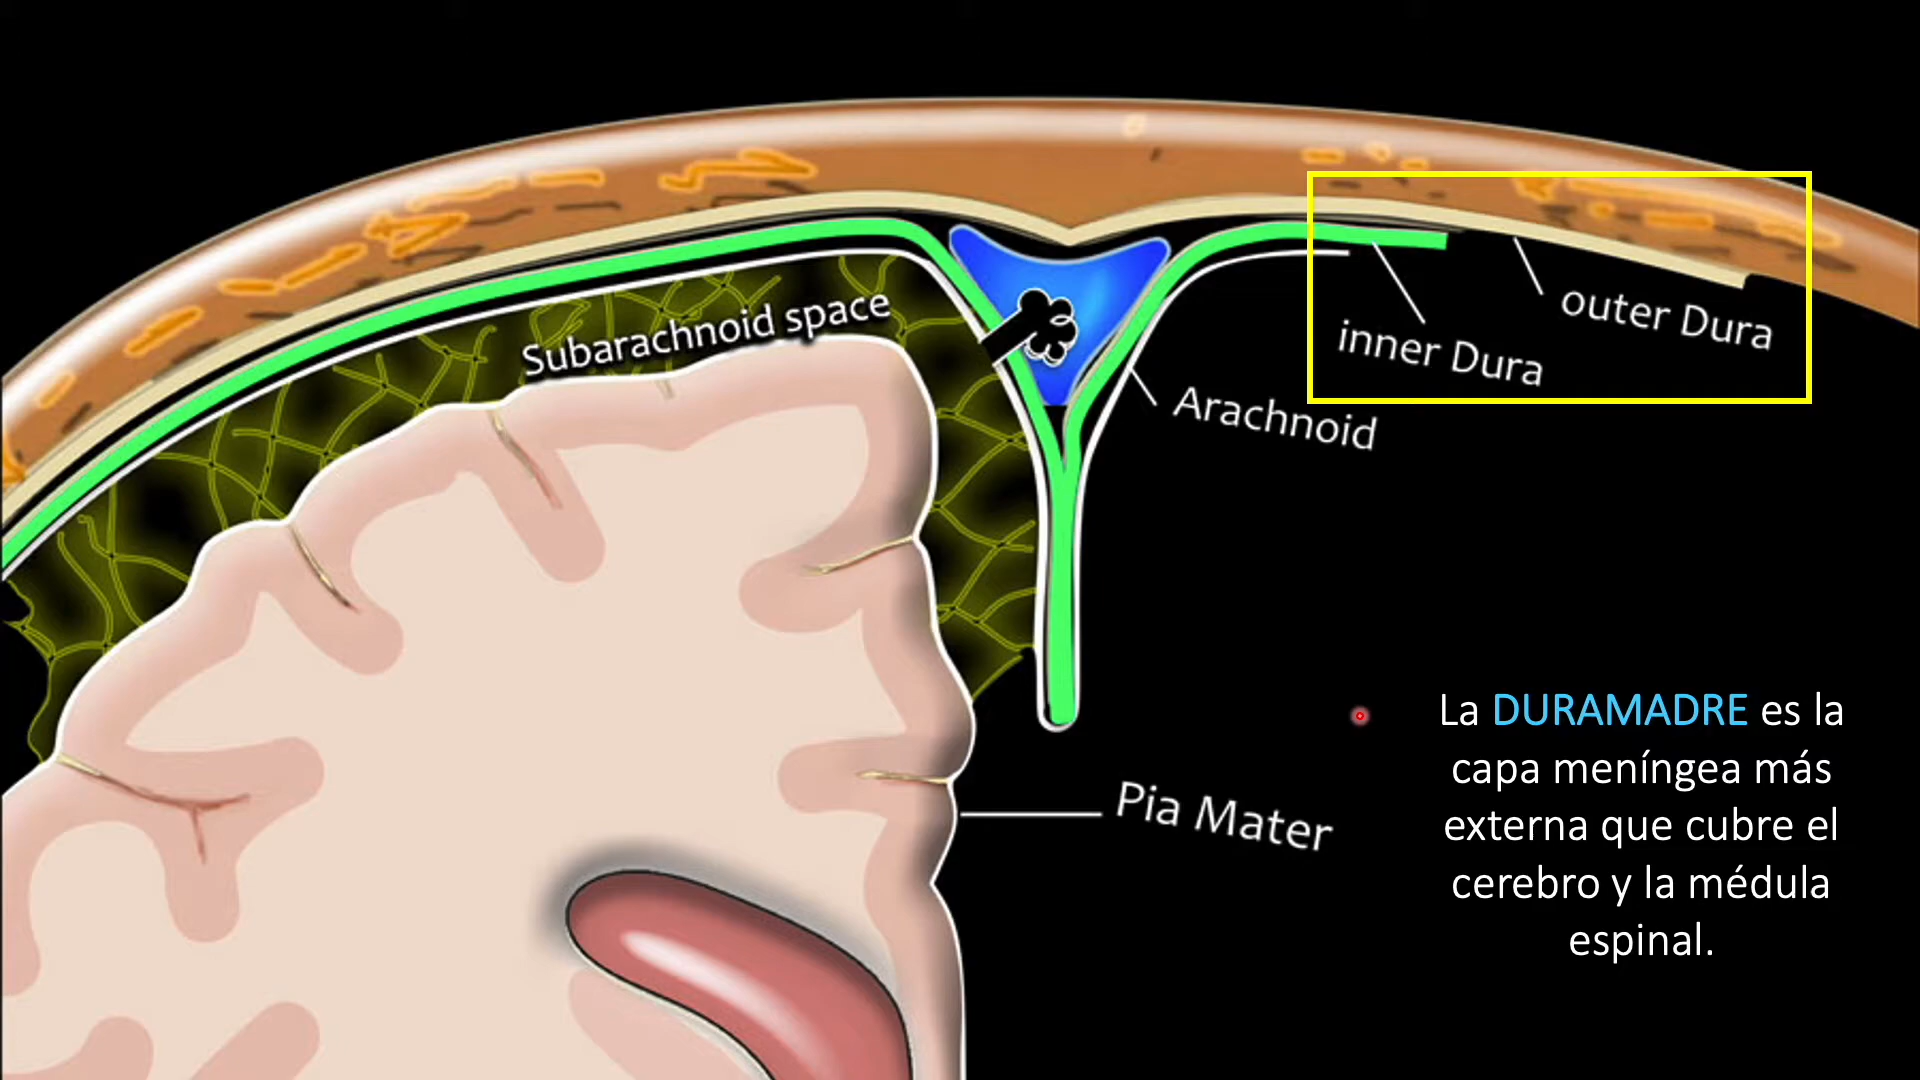 Subarachnoid space
outer Dura
inner Dura
Arachnoid
Pia Mater
La DURAMADRE es la
capa meníngea más
externa que cubre el
cerebro y la médula
espinal.